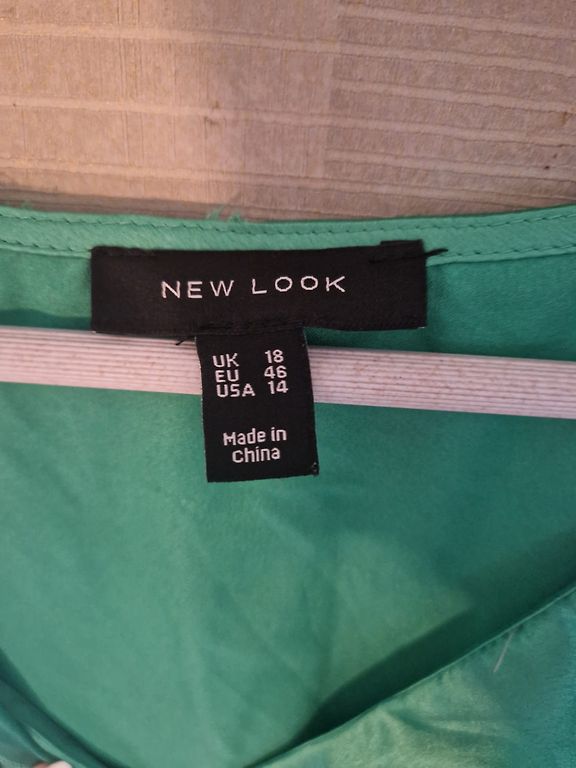 NEW LOOK
UK 18
EU 46
USA 14
Made in
China